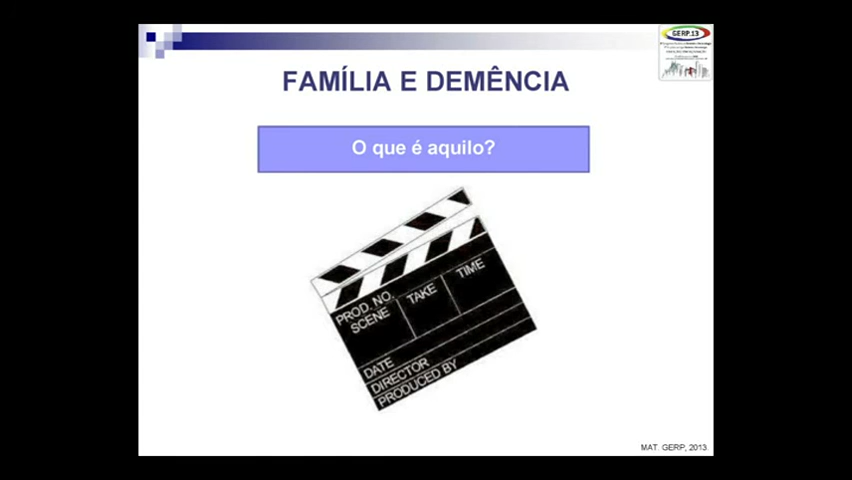 GERP.13
FAMÍLIA E DEMÊNCIA
O que é aquilo?
PROD. NO.
SCENE
TAKE
TIME
DATE
DIRECTOR
PRODUCED BY
MAT. GERP, 2013